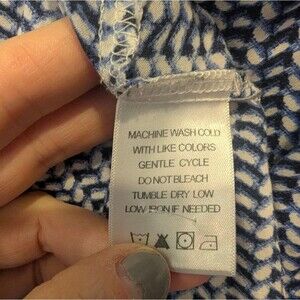 MACHINE WASH COLD
WITH LIKE COLORS
GENTLE CYCLE
DO NOT BLEACH
TUMBLE DRY LOW
LOW IRON IF NEEDED